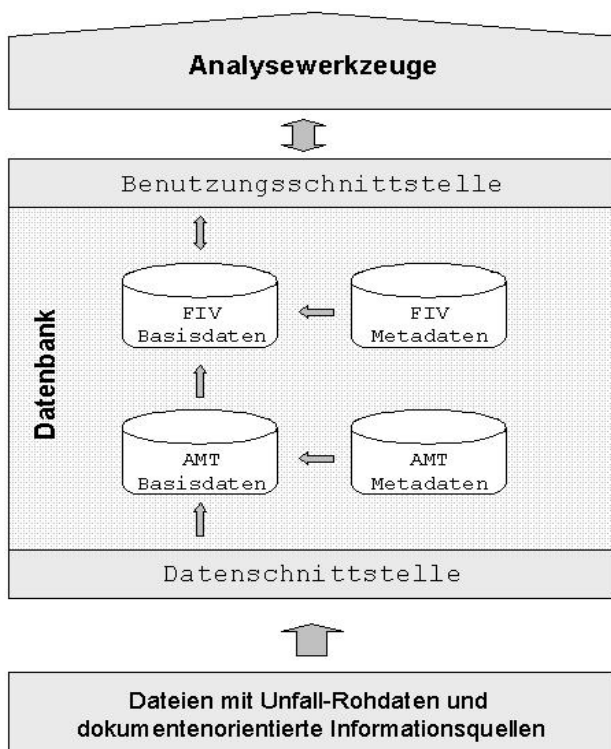 Analysewerkzeuge
Benutzungsschnittstelle
Datenbank
FIV
Basisdaten
FIV
Metadaten
AMT
Basisdaten
AMT
Metadaten
Datenschnittstelle
Dateien mit Unfall-Rohdaten und
dokumentenorientierte Informationsquellen